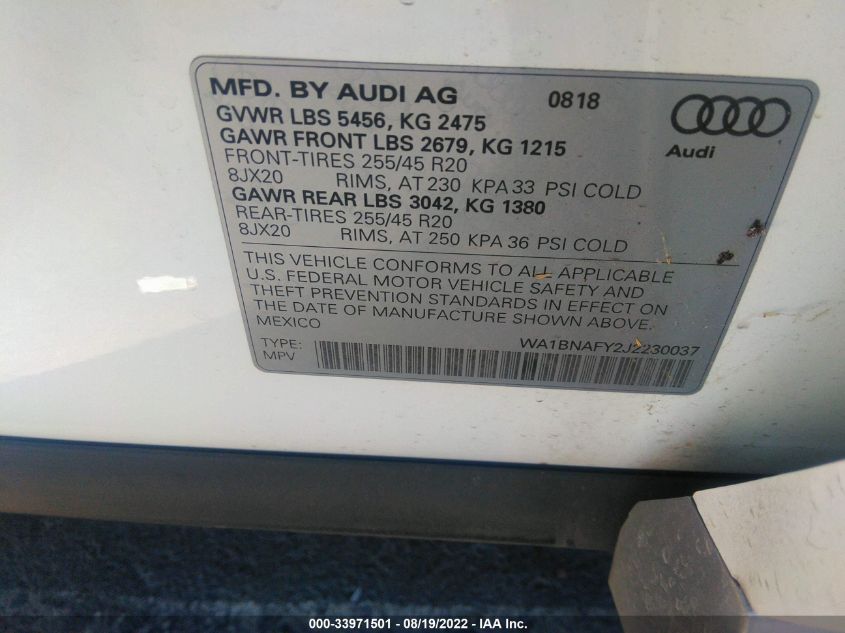 MFD. BY AUDI AG 0818
GVWR LBS 5456, KG 2475
GAWR FRONT LBS 2679, KG 1215
FRONT-TIRES 255/45 R20
8JX20 RIMS, AT 230 KPA 33 PSI COLD
GAWR REAR LBS 3042, KG 1380
REAR-TIRES 255/45 R20
8JX20 RIMS, AT 250 KPA 36 PSI COLD
Audi
THIS VEHICLE CONFORMS TO ALL APPLICABLE
U.S. FEDERAL MOTOR VEHICLE SAFETY AND
THEFT PREVENTION STANDARDS IN EFFECT ON
THE DATE OF MANUFACTURE SHOWN ABOVE.
MEXICO
TYPE: WA1BNAFY2J2230037
MPV
000-33971501 - 08/19/2022 - IAA Inc.